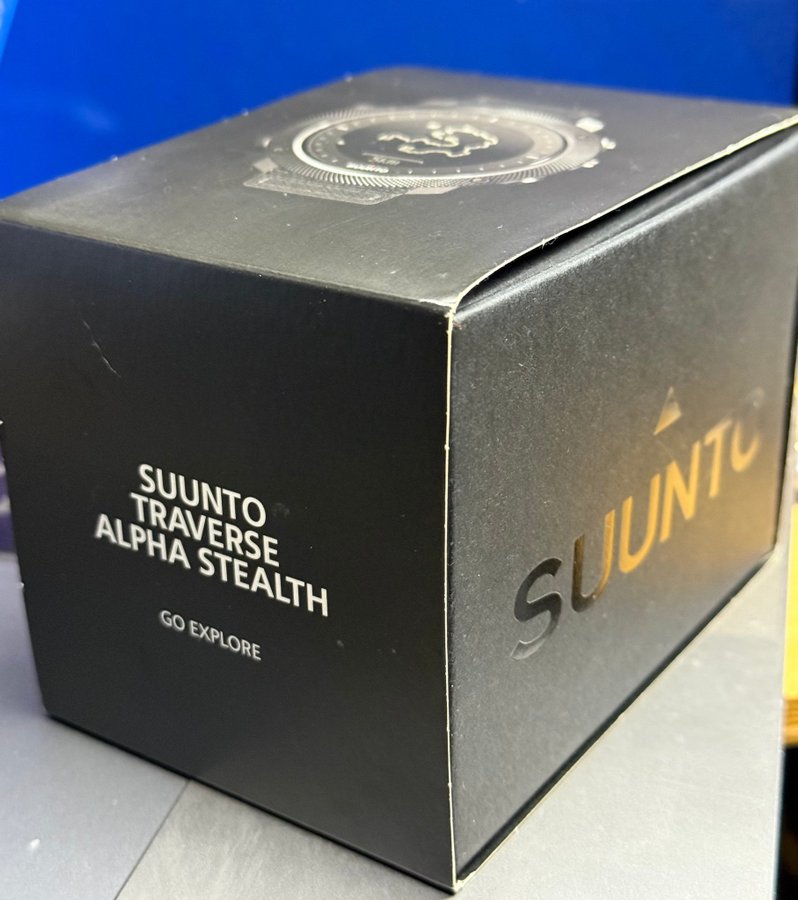 SUUNTO
TRAVERSE
ALPHA STEALTH
GO EXPLORE
SUUNTO